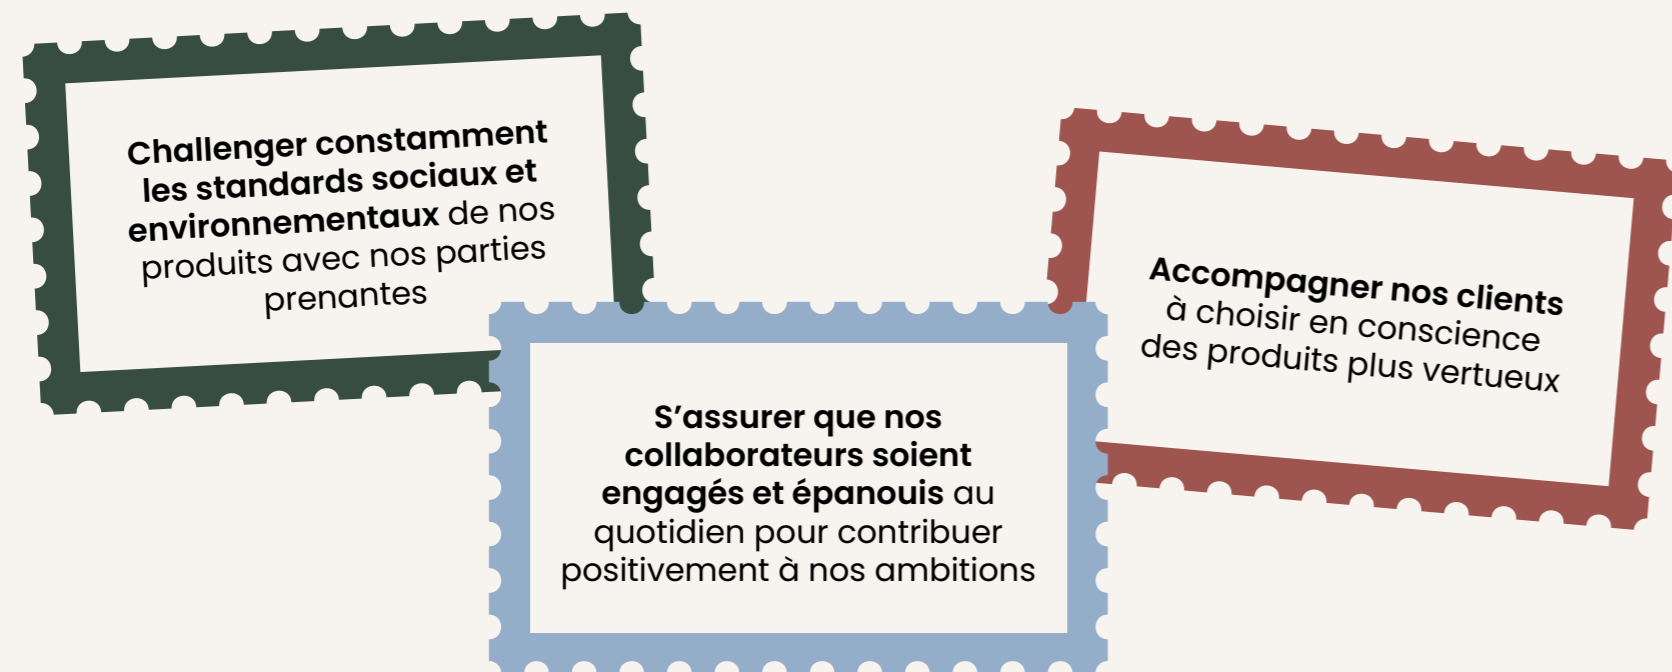 Challenger constamment
les standards sociaux et
environnementaux de nos
produits avec nos parties
prenantes
Accompagner nos clients
à choisir en conscience
des produits plus vertueux
S’assurer que nos
collaborateurs soient
engagés et épanouis au
quotidien pour contribuer
positivement à nos ambitions